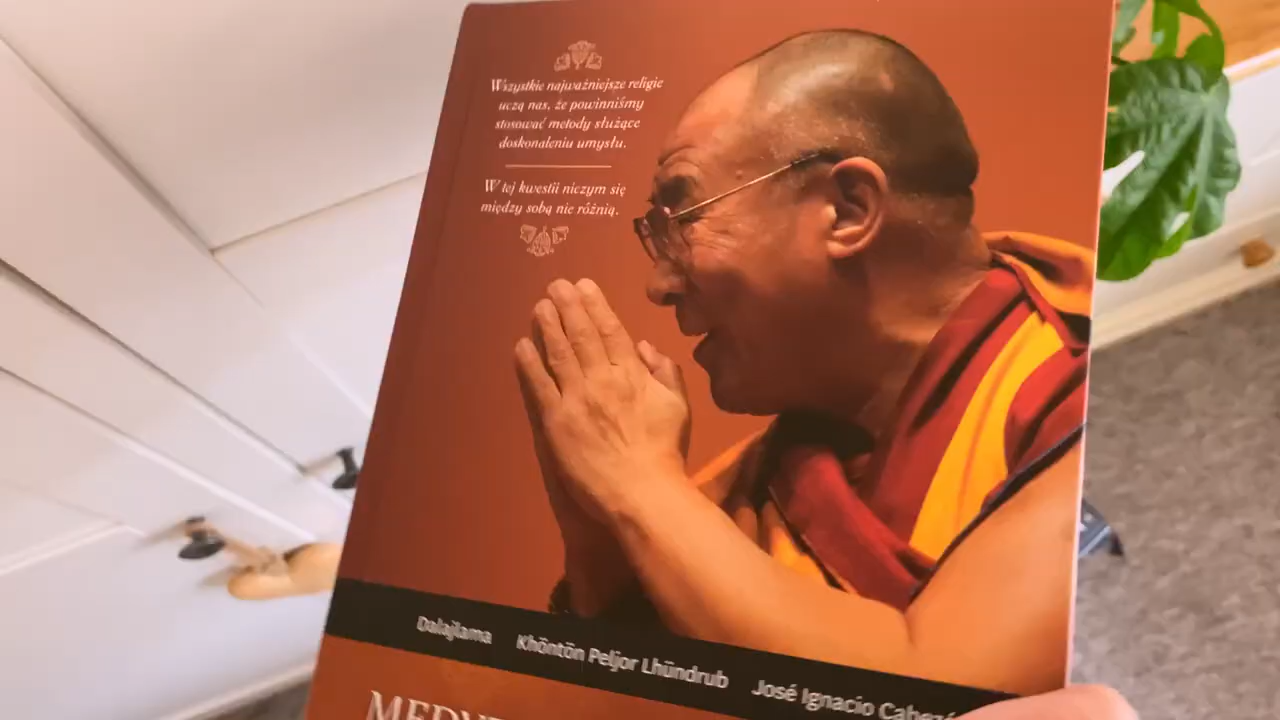 Wszystkie najważniejsze religie
uczą nas, że powinniśmy
stosować metody służące
doskonaleniu umysłu.
W tej kwestii niczym się
między sobą nie różnią.
Dalajlama Khöntön Peljor Lhündrub José Ignacio